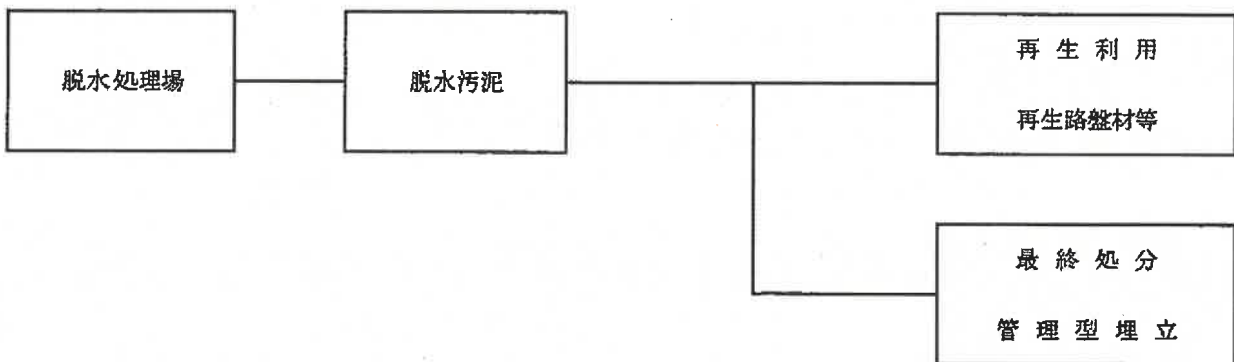 脱水処理場
脱水汚泥
再生利用
再生路盤材等
最終処分
管理型埋立